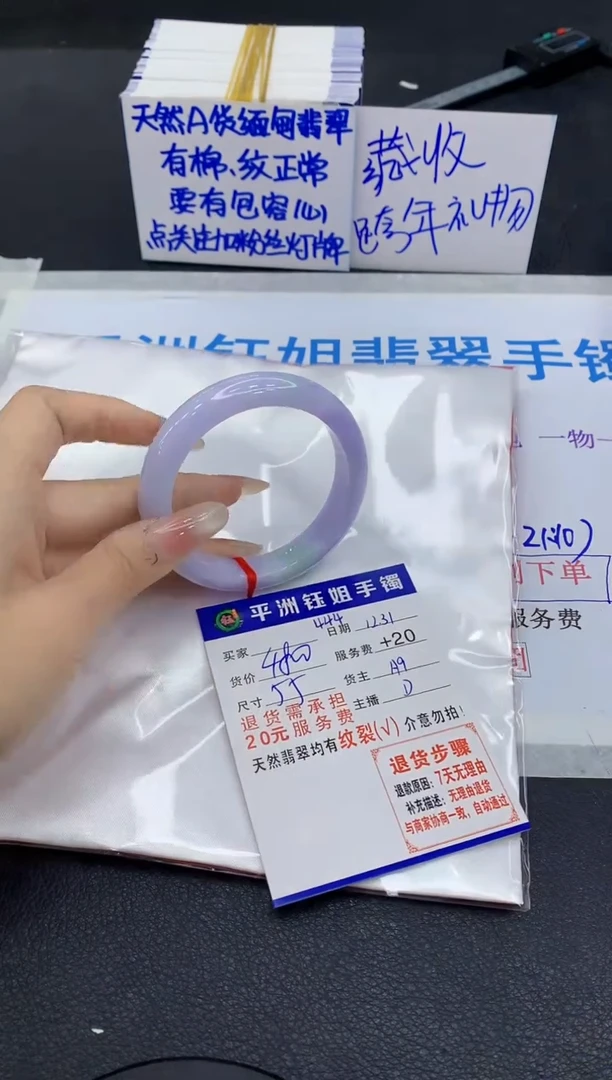 天然A货缅甸翡翠
有棉、纹正常
要有包容心
点关注加粉丝灯牌
跨年礼物
平洲钰姐翡翠手镯
一物一
下单
服务费
平洲钰姐手镯
买家 444 日期 1231
货价 服务费 +20
尺寸 55 货主 A9
退货需承担 主播 D
20元服务费
天然翡翠均有纹裂(√)介意勿拍!
退货步骤
退款原因:7天无理由
补充描述:无理由退货
与商家协商一致,自动通过